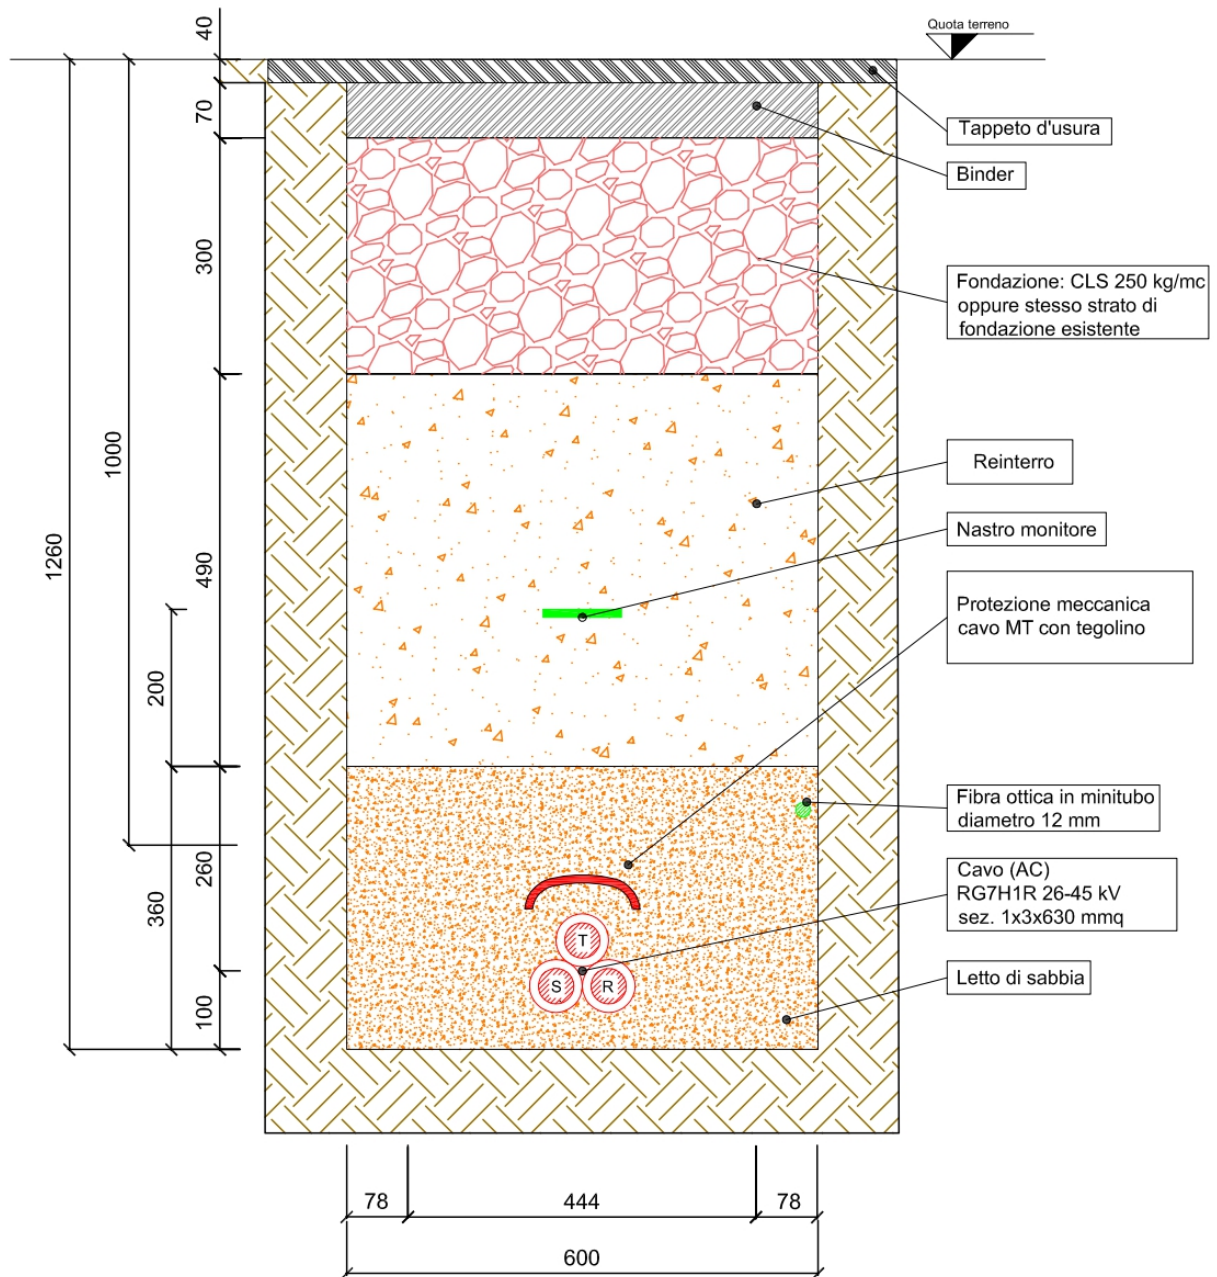 Quota terreno
40
70
300
490
1000
1260
200
260
360
100
Tappeto d'usura
Binder
Fondazione: CLS 250 kg/mc
oppure stesso strato di
fondazione esistente
Reinterro
Nastro monitore
Protezione meccanica
cavo MT con tegolino
Fibra ottica in minitubo
diametro 12 mm
Cavo (AC)
RG7H1R 26-45 kV
sez. 1x3x630 mmq
Letto di sabbia
T
S R
78 444 78
600